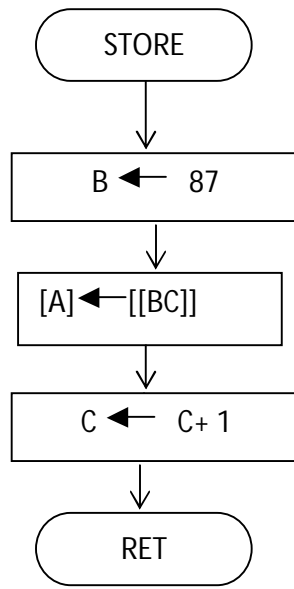 STORE
B ← 87
[A] ← [[BC]]
C ← C+ 1
RET